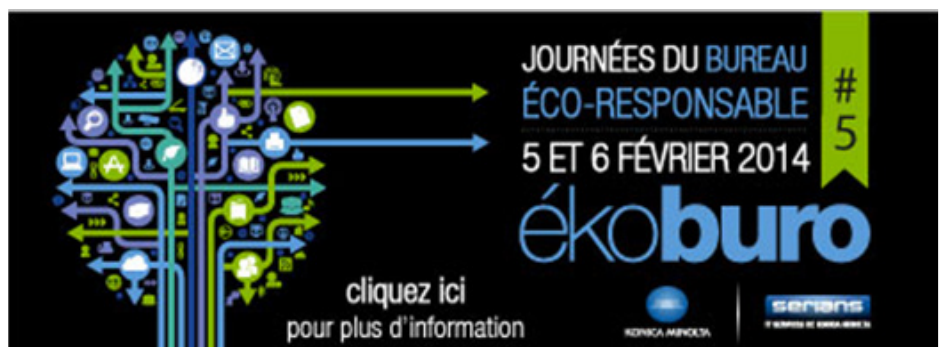 JOURNÉES DU BUREAU
ÉCO-RESPONSABLE
5 ET 6 FÉVRIER 2014
#
5
ékoburo
cliquez ici
pour plus d'information
KONICA MINOLTA
serians